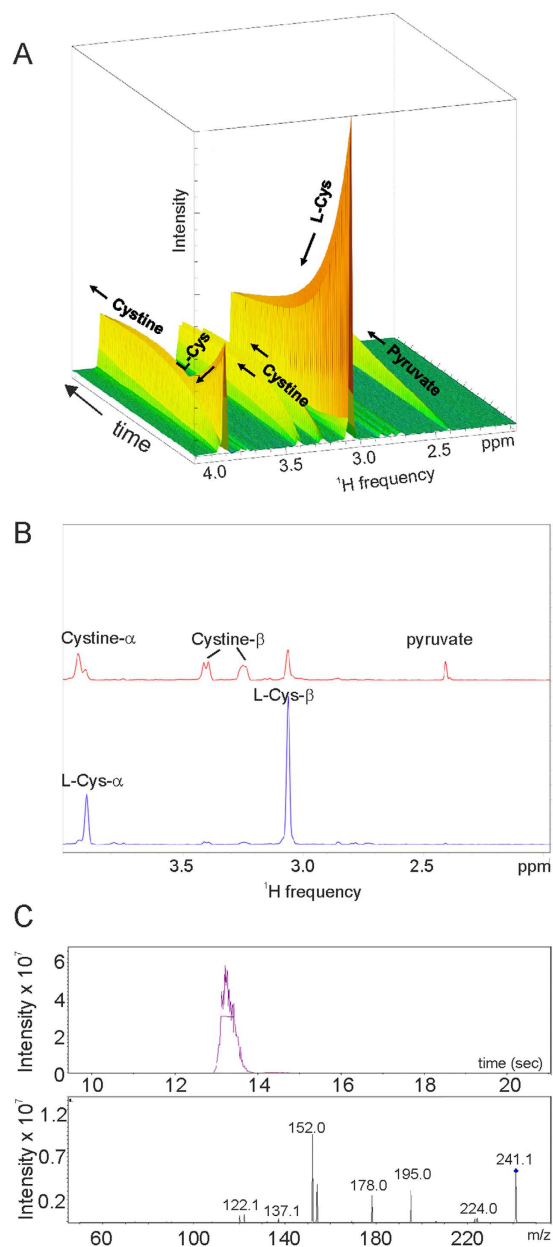 A
Intensity
L-Cys
Cystine
L-Cys
Cystine
Pyruvate
time
4.0 3.5 3.0 2.5 ppm
¹H frequency
B
Cystine-α Cystine-β pyruvate
L-Cys-β
L-Cys-α
3.5 3.0 2.5 ppm
¹H frequency
C
Intensity x 10⁷
6
4
2
0
time (sec)
10 12 14 16 18 20
Intensity x 10⁷
1.2
0.7
0.2
152.0
241.1
178.0 195.0
122.1 137.1 224.0
60 100 140 180 220 m/z